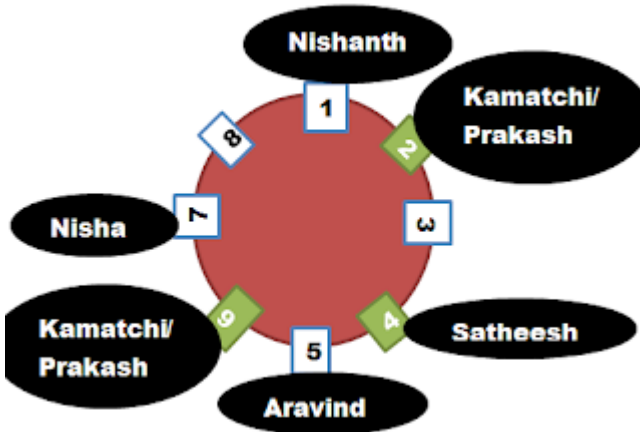 Nishanth
1
Kamatchi/
Prakash
2
8
3
7
Nisha
6
4
Kamatchi/
Prakash
Satheesh
5
Aravind